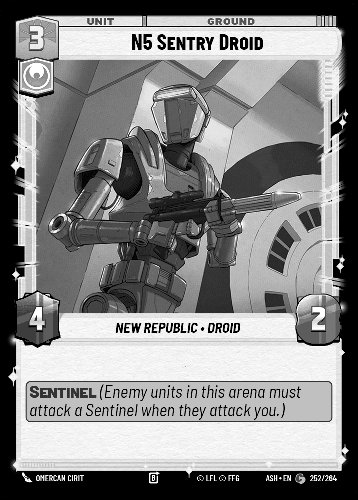 UNIT
GROUND
3
N5 SENTRY DROID
4
2
NEW REPUBLIC • DROID
SENTINEL (Enemy units in this arena must
attack a Sentinel when they attack you.)
OMERCAN CIRIT
© LFL © FFG
ASH • EN
252/264